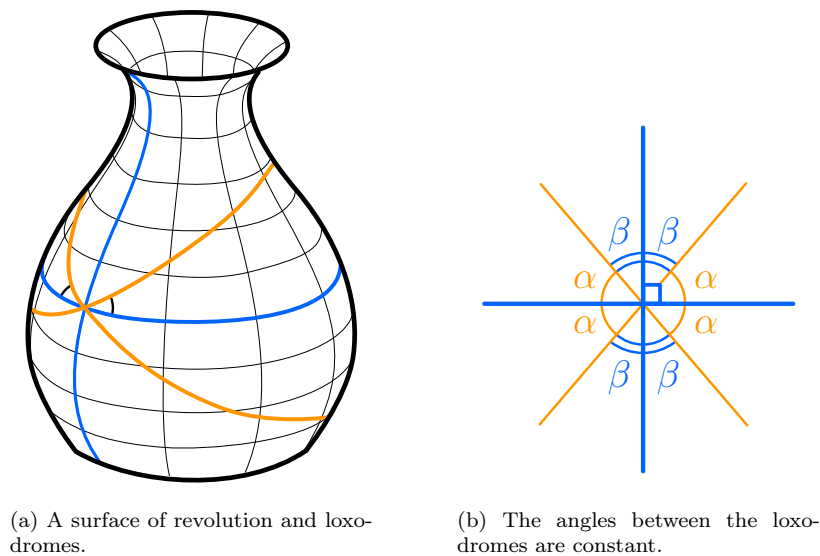 β β
α α
α α
β β
(a) A surface of revolution and loxo-
dromes.
(b) The angles between the loxo-
dromes are constant.